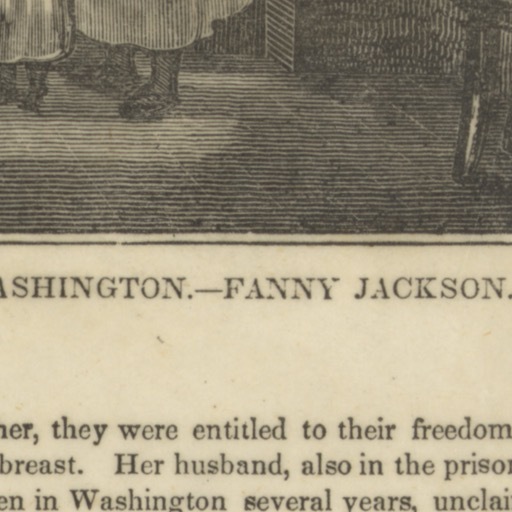 ASHINGTON.—FANNY JACKSON.
her, they were entitled to their freedom
breast. Her husband, also in the prison
en in Washington several years, unclai